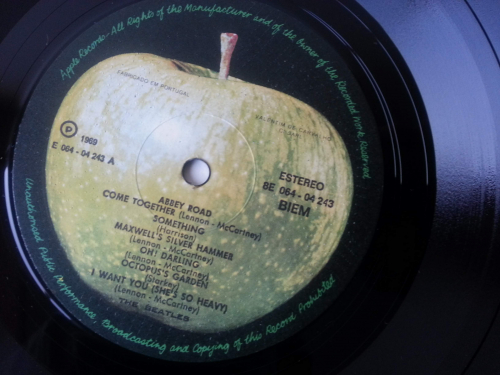 Apple Records-All Rights of the Manufacturer and of the Owner of the Recorded Work Reserved
FABRICADO EM PORTUGAL
℗ 1969
E 064 - 04 243 A
ESTEREO
8E 064-04 243
BIEM
ABBEY ROAD
COME TOGETHER (Lennon - McCartney)
SOMETHING
(Harrison)
MAXWELL'S SILVER HAMMER
(Lennon - McCartney)
OH! DARLING
(Lennon - McCartney)
OCTOPUS'S GARDEN
(Starkey)
I WANT YOU (SHE'S SO HEAVY)
(Lennon - McCartney)
THE BEATLES
Unauthorised Public Performance, Broadcasting and Copying of this Record Prohibited